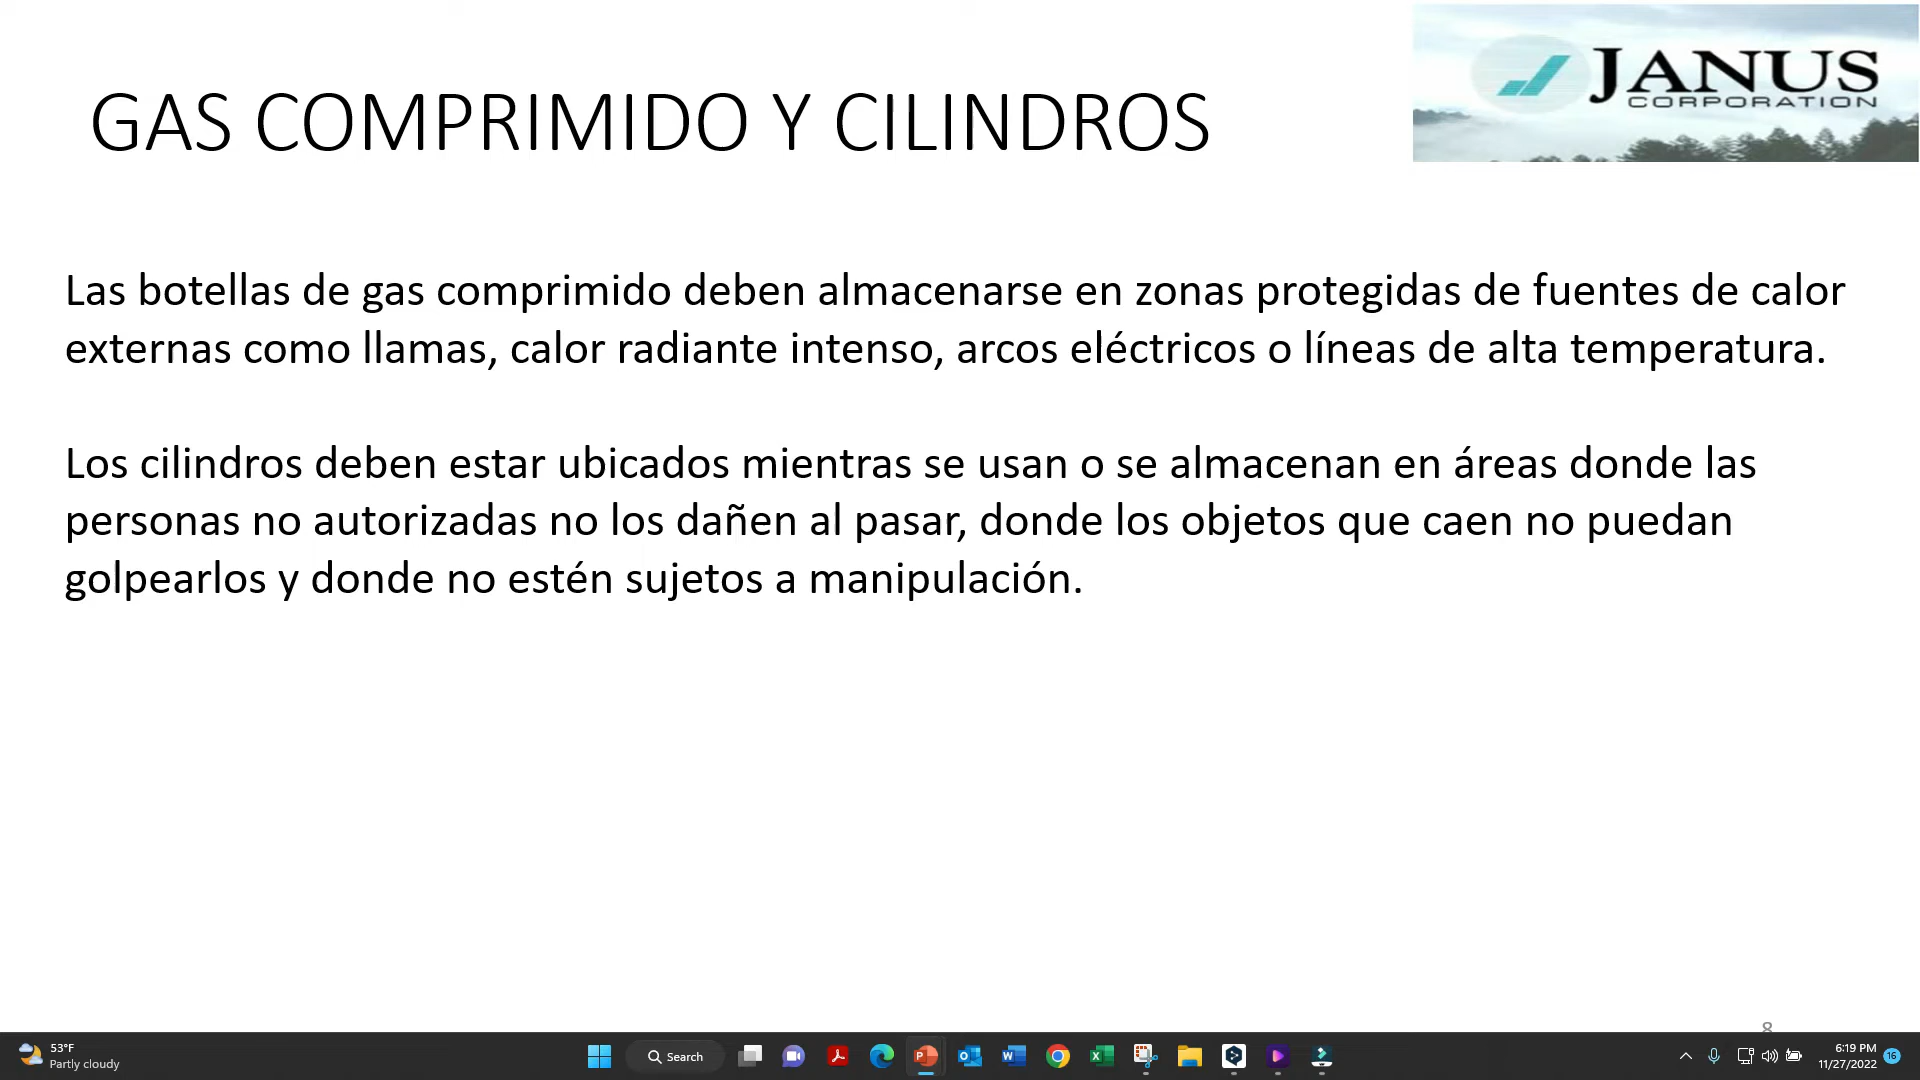 JANUS
CORPORATION
GAS COMPRIMIDO Y CILINDROS
Las botellas de gas comprimido deben almacenarse en zonas protegidas de fuentes de calor
externas como llamas, calor radiante intenso, arcos eléctricos o líneas de alta temperatura.
Los cilindros deben estar ubicados mientras se usan o se almacenan en áreas donde las
personas no autorizadas no los dañen al pasar, donde los objetos que caen no puedan
golpearlos y donde no estén sujetos a manipulación.
8
53°F
Partly cloudy
Search
6:19 PM
11/27/2022
16